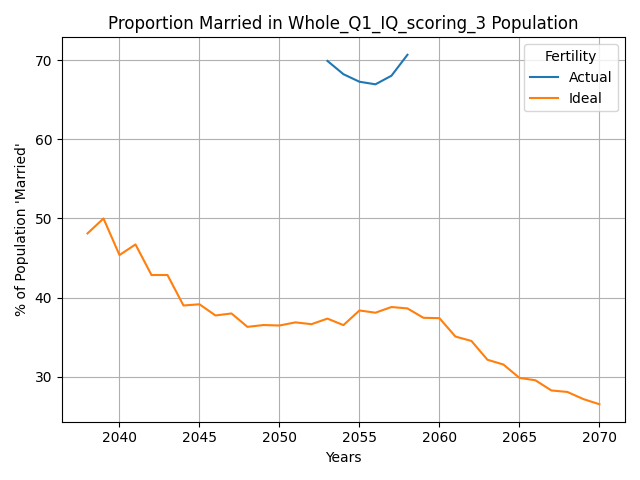 Proportion Married in Whole_Q1_IQ_scoring_3 Population
% of Population 'Married'
70
60
50
40
30
Fertility
Actual
Ideal
2040 2045 2050 2055 2060 2065 2070
Years